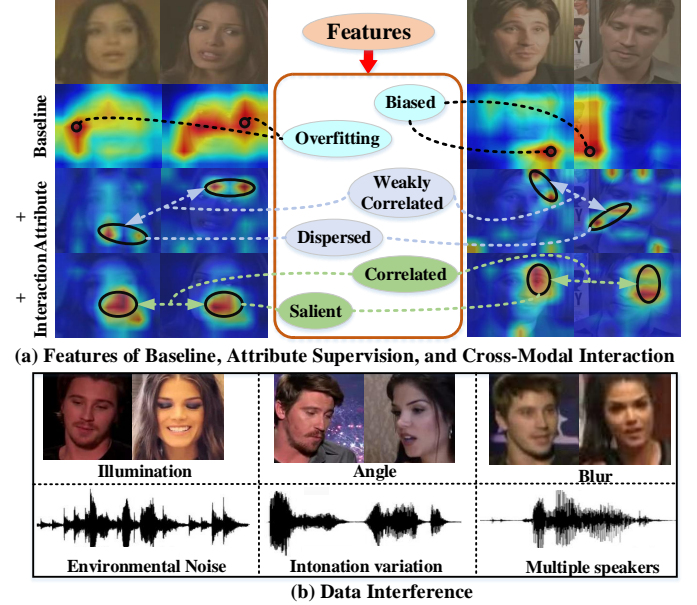 Features
Baseline
Biased
Overfitting
+
Attribute
Weakly
Correlated
Dispersed
+
Interaction
Correlated
Salient
(a) Features of Baseline, Attribute Supervision, and Cross-Modal Interaction
Illumination
Angle
Blur
Environmental Noise
Intonation variation
Multiple speakers
(b) Data Interference